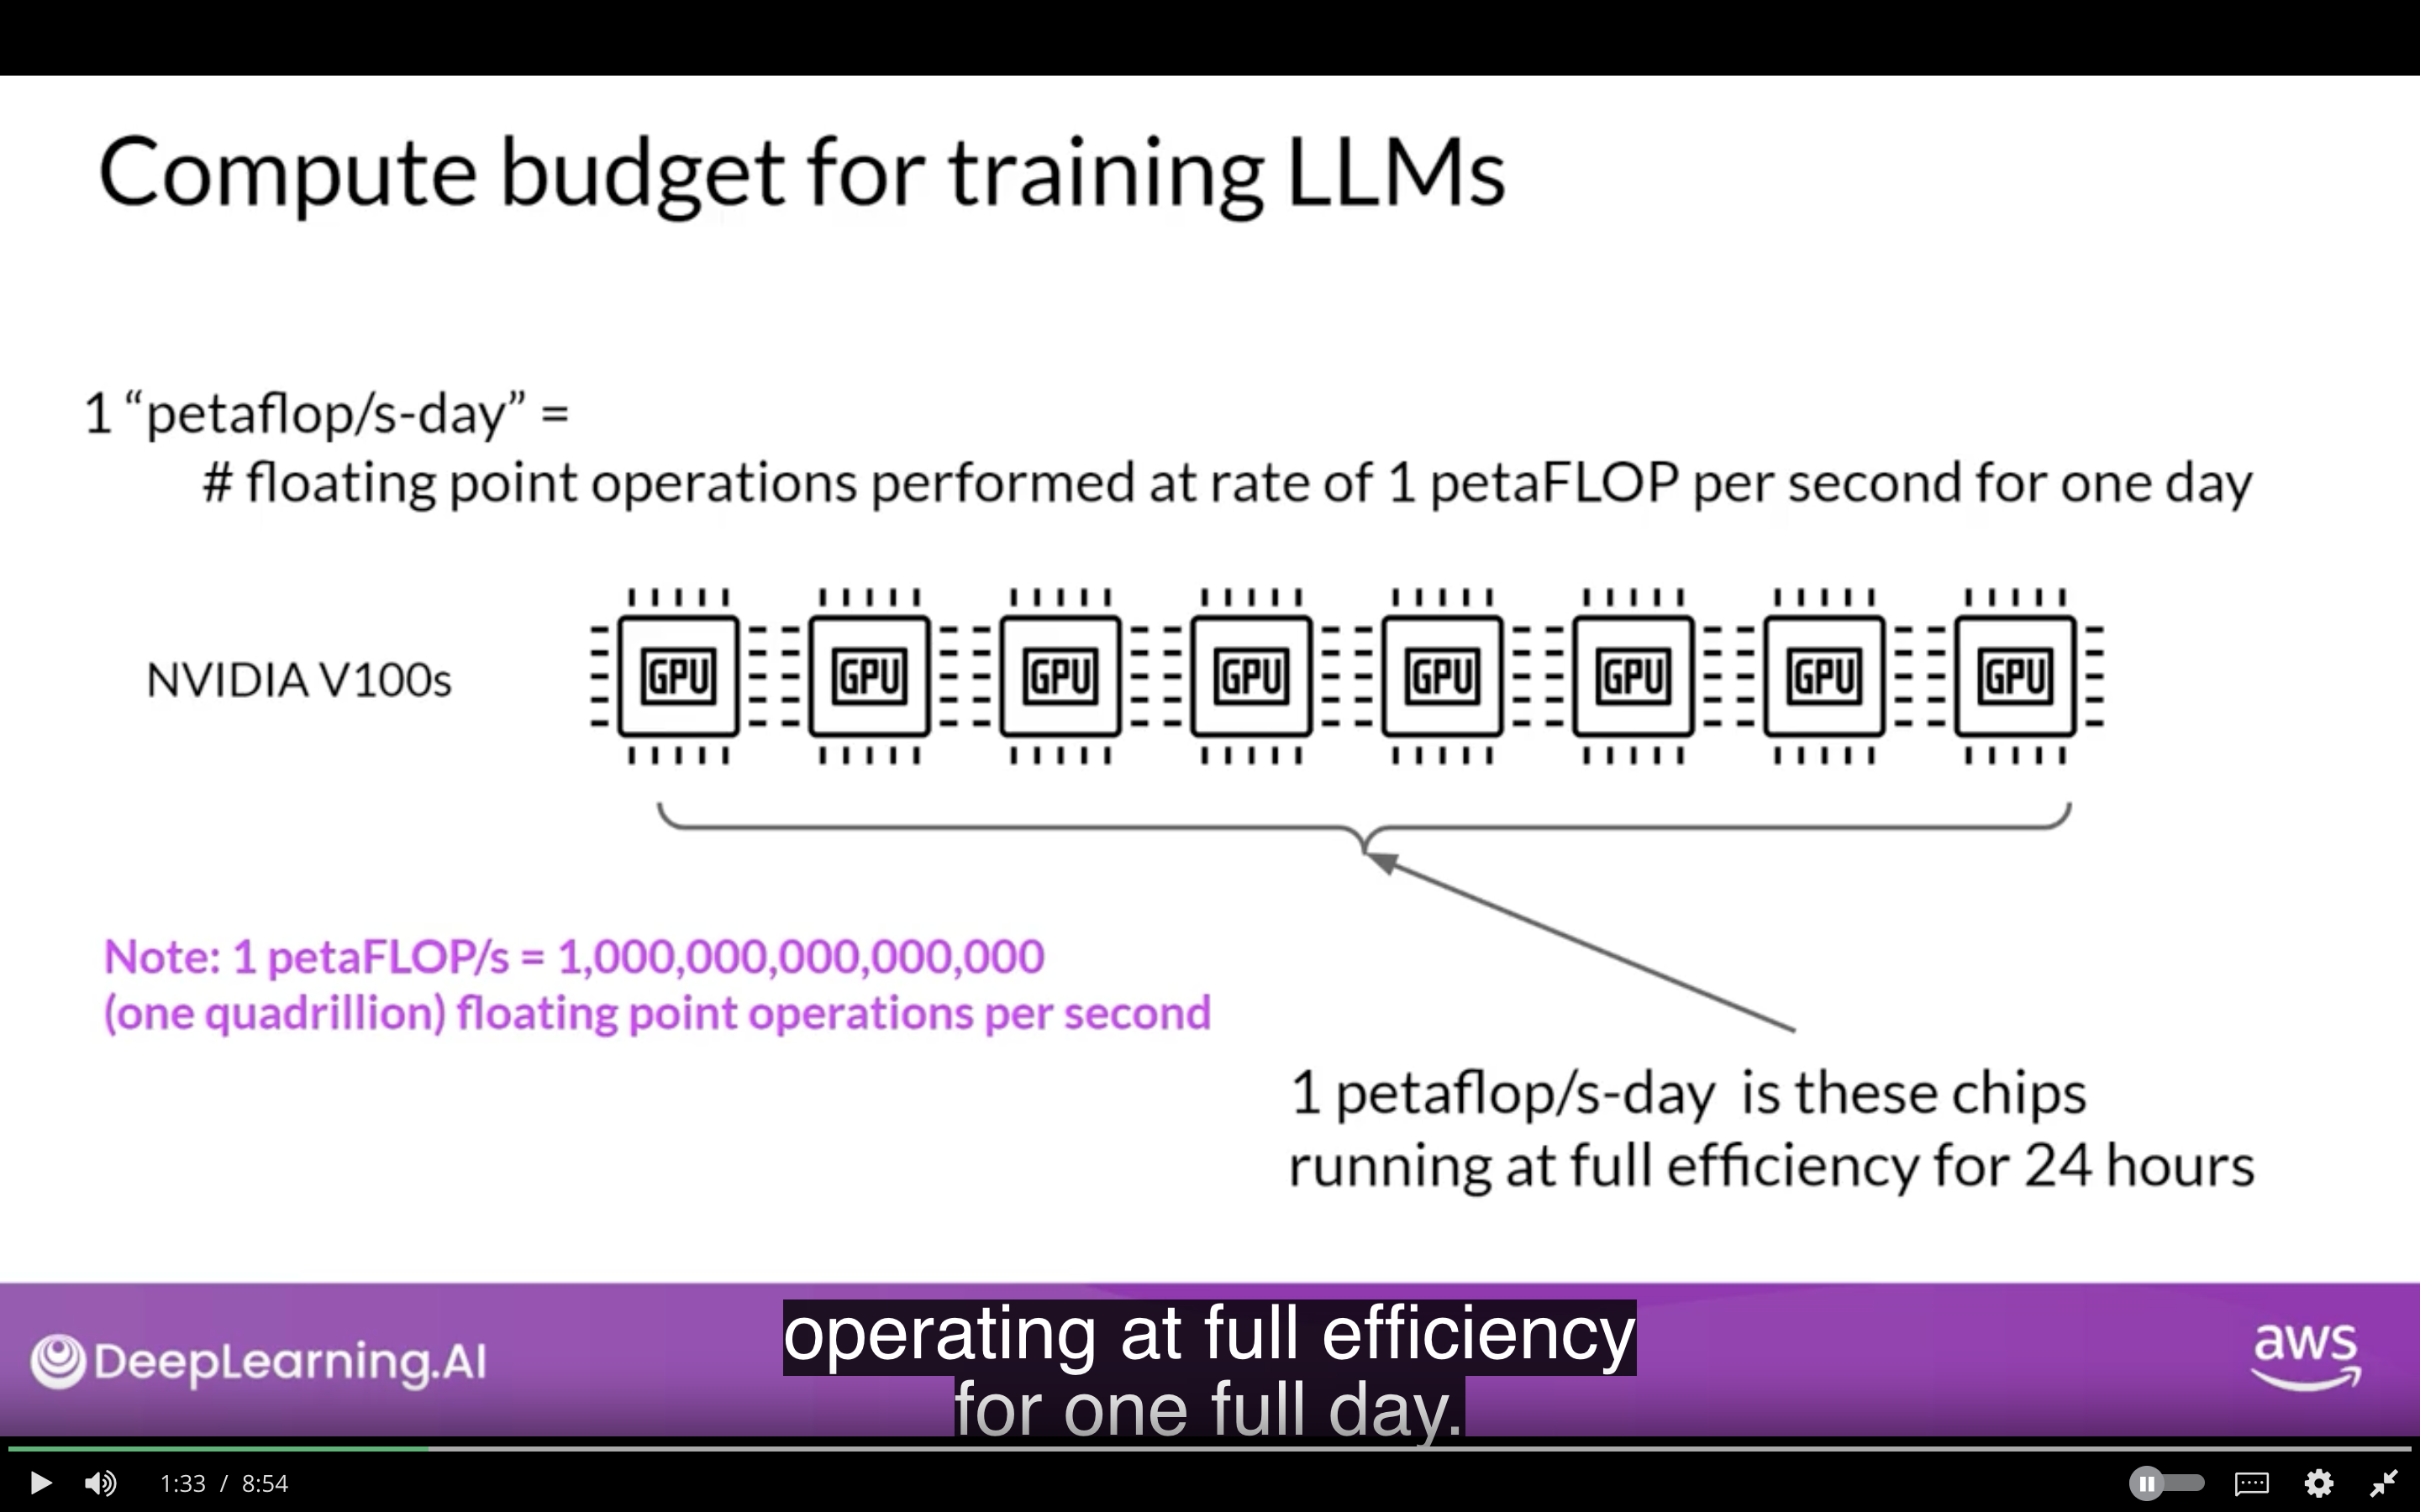 Compute budget for training LLMs
1 “petaflop/s-day” =
# floating point operations performed at rate of 1 petaFLOP per second for one day
NVIDIA V100s
GPU GPU GPU GPU GPU GPU GPU GPU
Note: 1 petaFLOP/s = 1,000,000,000,000,000
(one quadrillion) floating point operations per second
1 petaflop/s-day is these chips
running at full efficiency for 24 hours
DeepLearning.AI
operating at full efficiency
for one full day.
aws
1:33 / 8:54